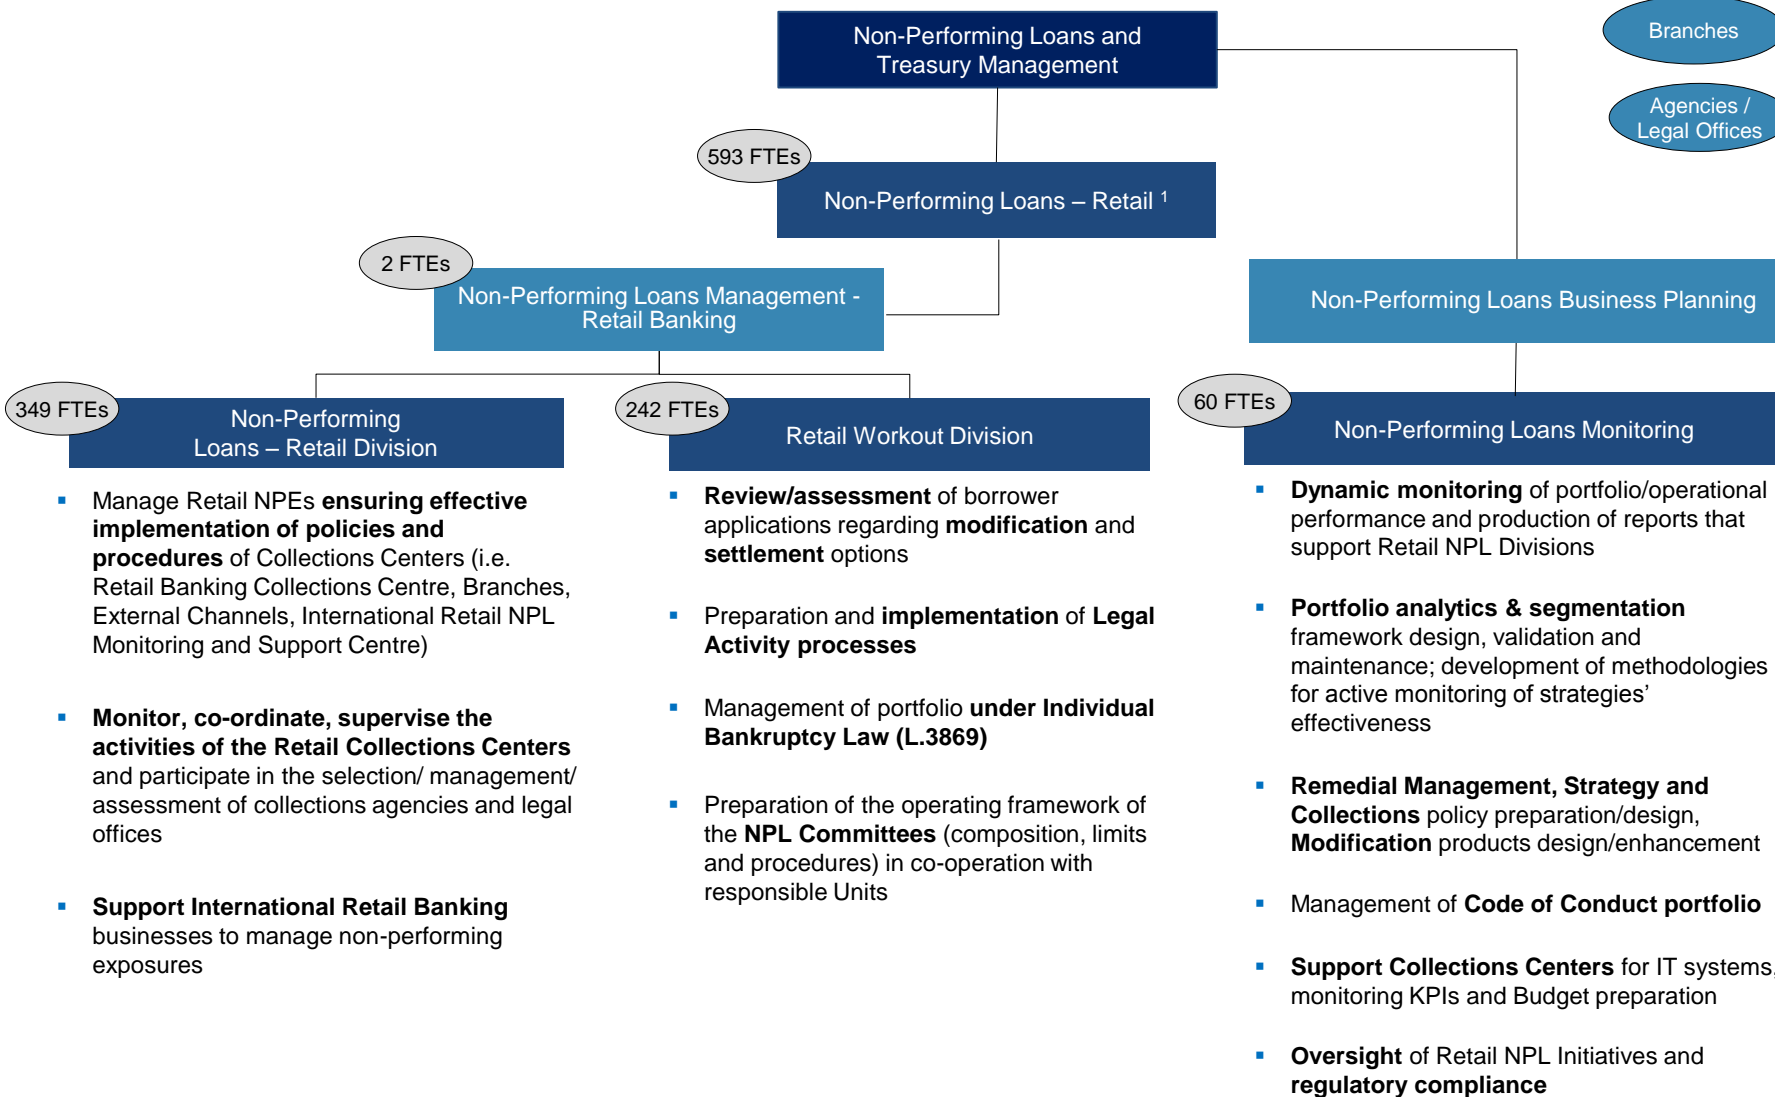 Non-Performing Loans and
Treasury Management
Branches
Agencies /
Legal Offices
593 FTEs
Non-Performing Loans – Retail ¹
2 FTEs
Non-Performing Loans Management -
Retail Banking
Non-Performing Loans Business Planning
349 FTEs
Non-Performing
Loans – Retail Division
242 FTEs
Retail Workout Division
60 FTEs
Non-Performing Loans Monitoring
▪ Manage Retail NPEs ensuring effective
implementation of policies and
procedures of Collections Centers (i.e.
Retail Banking Collections Centre, Branches,
External Channels, International Retail NPL
Monitoring and Support Centre)
▪ Monitor, co-ordinate, supervise the
activities of the Retail Collections Centers
and participate in the selection/ management/
assessment of collections agencies and legal
offices
▪ Support International Retail Banking
businesses to manage non-performing
exposures
▪ Review/assessment of borrower
applications regarding modification and
settlement options
▪ Preparation and implementation of Legal
Activity processes
▪ Management of portfolio under Individual
Bankruptcy Law (L.3869)
▪ Preparation of the operating framework of
the NPL Committees (composition, limits
and procedures) in co-operation with
responsible Units
▪ Dynamic monitoring of portfolio/operational
performance and production of reports that
support Retail NPL Divisions
▪ Portfolio analytics & segmentation
framework design, validation and
maintenance; development of methodologies
for active monitoring of strategies’
effectiveness
▪ Remedial Management, Strategy and
Collections policy preparation/design,
Modification products design/enhancement
▪ Management of Code of Conduct portfolio
▪ Support Collections Centers for IT systems,
monitoring KPIs and Budget preparation
▪ Oversight of Retail NPL Initiatives and
regulatory compliance